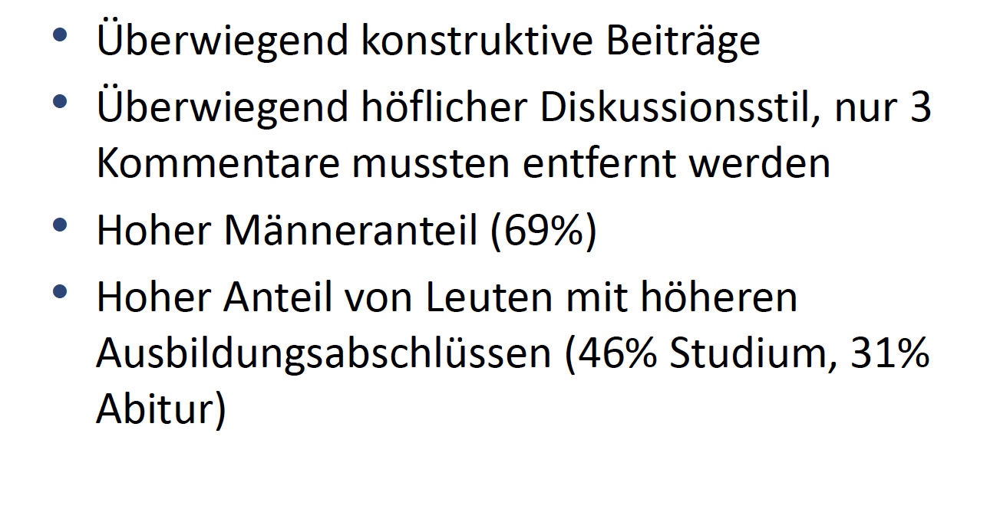 • Überwiegend konstruktive Beiträge
• Überwiegend höflicher Diskussionsstil, nur 3
Kommentare mussten entfernt werden
• Hoher Männeranteil (69%)
• Hoher Anteil von Leuten mit höheren
Ausbildungsabschlüssen (46% Studium, 31%
Abitur)